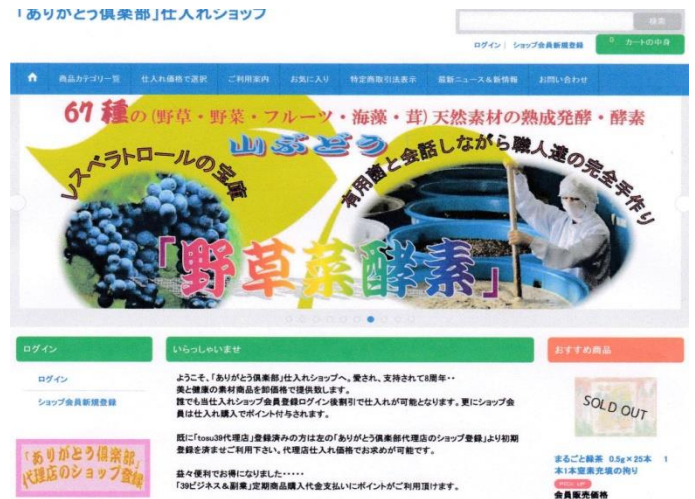 「ありがとう倶楽部」仕入れショップ
検索
ログイン | ショップ会員新規登録
0 カートの中身
商品カテゴリ一覧 仕入れ価格で選択 ご利用案内 お気に入り 特定商取引法表示 最新ニュース&新情報 お問い合わせ
67種の(野草・野菜・フルーツ・海藻・茸)天然素材の熟成発酵・酵素
山ぶどう
レスベラトロールの宝庫
有用菌と会話しながら職人達の完全手作り
「野草菜酵素」
ログイン
ログイン
ショップ会員新規登録
「ありがとう倶楽部」
代理店のショップ登録
いらっしゃいませ
ようこそ、「ありがとう倶楽部」仕入れショップへ。愛され、支持されて8周年・・
美と健康の素材商品を卸価格で提供致します。
誰でも当仕入れショップ会員登録ログイン後割引で仕入れが可能となります。更にショップ会
員は仕入れ購入でポイント付与されます。
既に「tosu39代理店」登録済みの方は左の「ありがとう倶楽部代理店のショップ登録」より初期
登録を済ませご利用下さい。代理店仕入れ価格でお求めが可能です。
益々便利でお得になりました・・・・・
「39ビジネス&副業」定期商品購入代金支払いにポイントがご利用頂けます。
おすすめ商品
SOLD OUT
まるごと緑茶 0.5g×25本 1
本1本窒素充填の拘り
PICK UP
会員販売価格